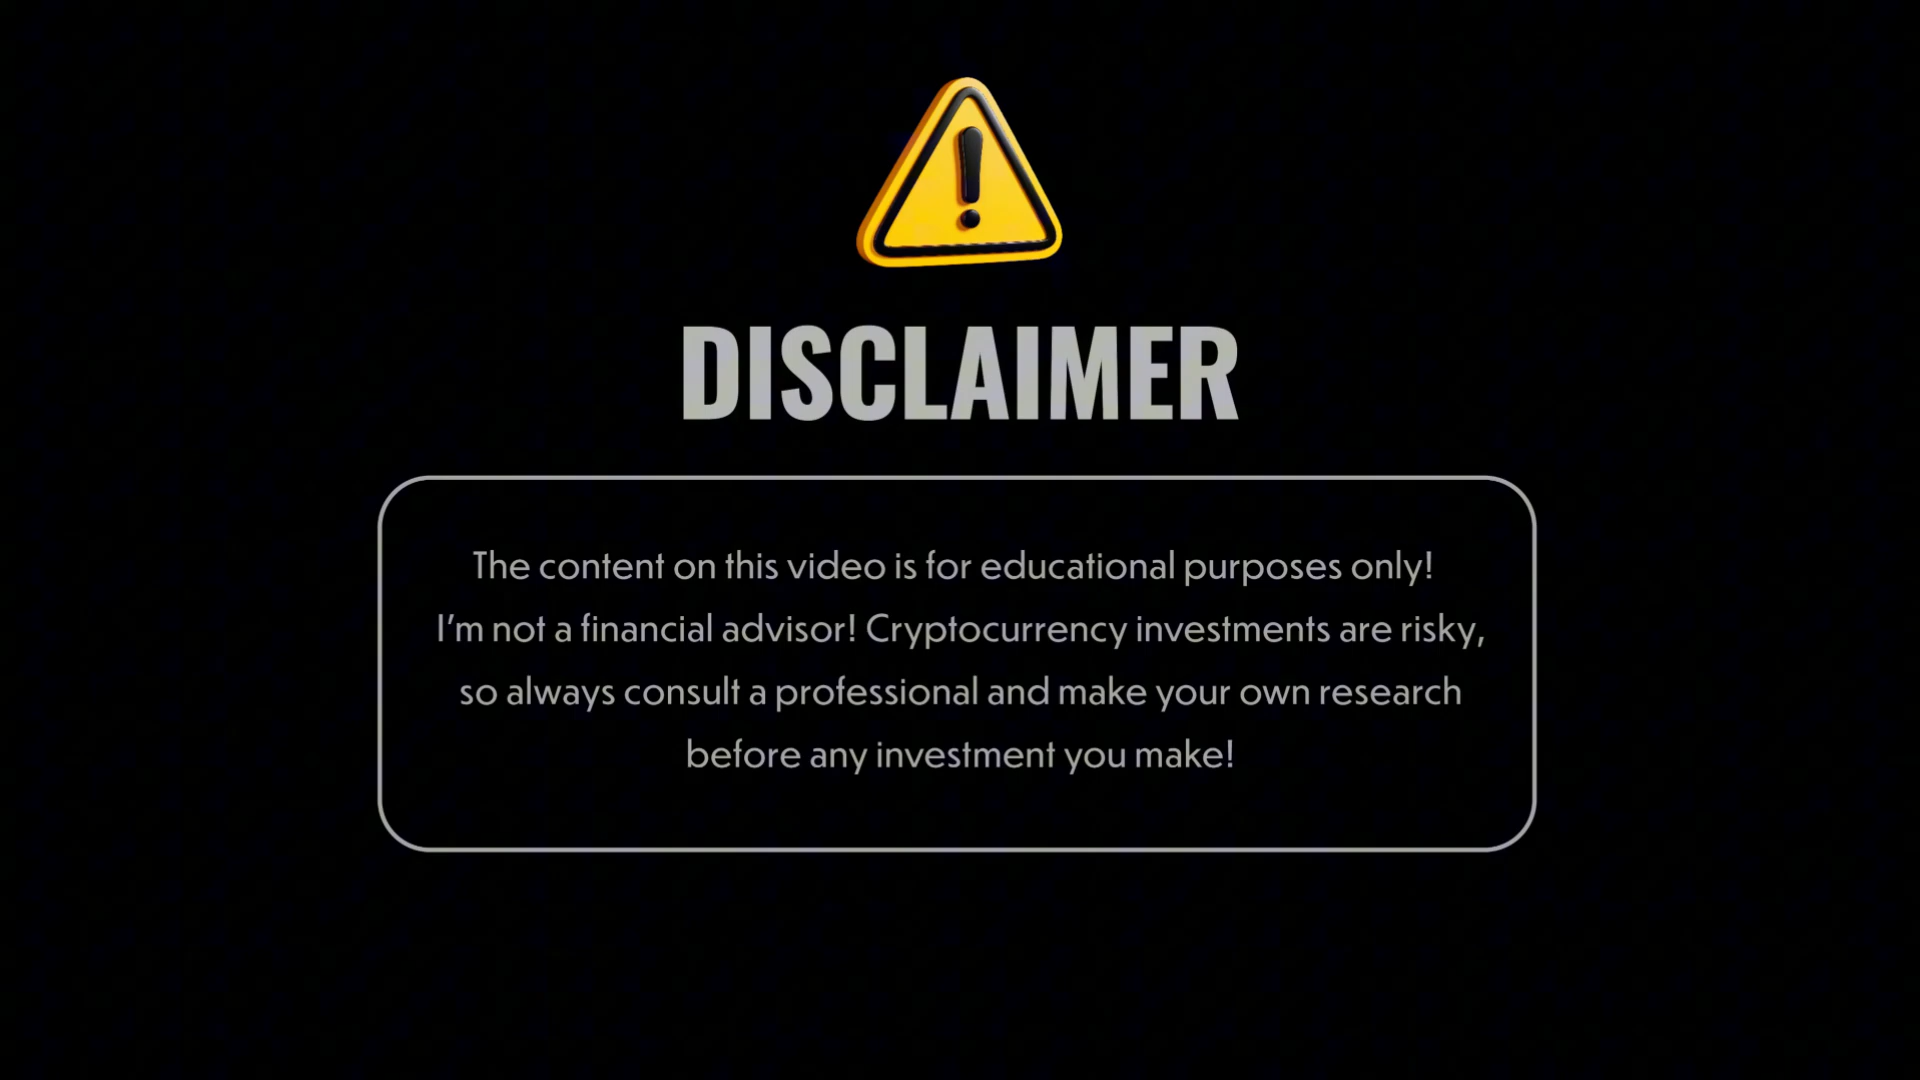 DISCLAIMER
The content on this video is for educational purposes only!
I'm not a financial advisor! Cryptocurrency investments are risky,
so always consult a professional and make your own research
before any investment you make!